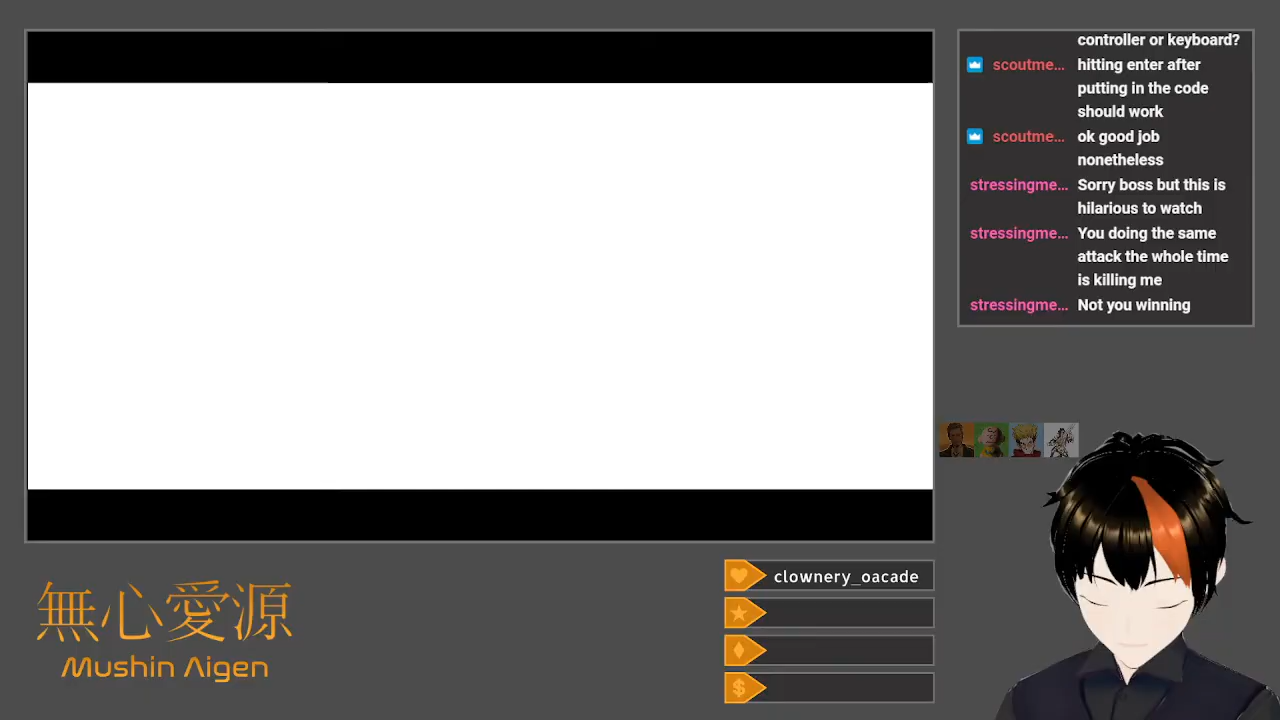 controller or keyboard?
scoutme... hitting enter after
putting in the code
should work
scoutme... ok good job
nonetheless
stressingme... Sorry boss but this is
hilarious to watch
stressingme... You doing the same
attack the whole time
is killing me
stressingme... Not you winning
clownery_oacade
無心愛源
Mushin Aigen
$